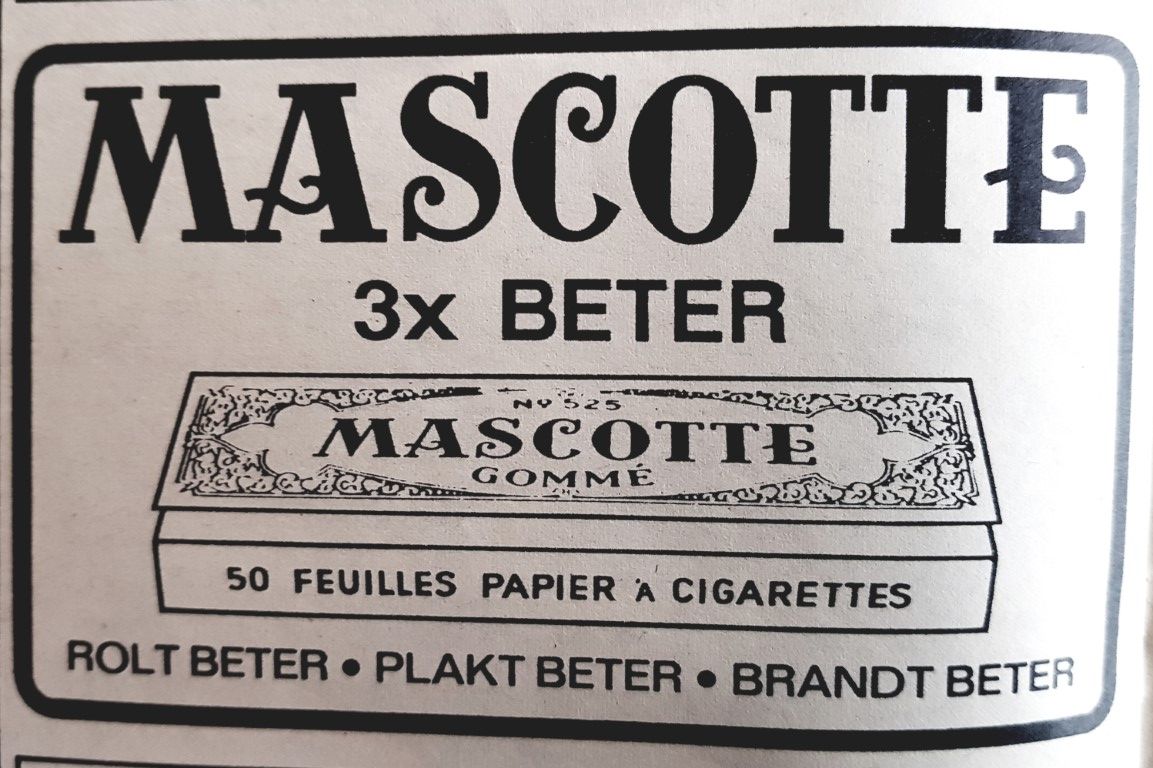 MASCOTTE
3x BETER
Nº 525
MASCOTTE
GOMMÉ
50 FEUILLES PAPIER À CIGARETTES
ROLT BETER • PLAKT BETER • BRANDT BETER